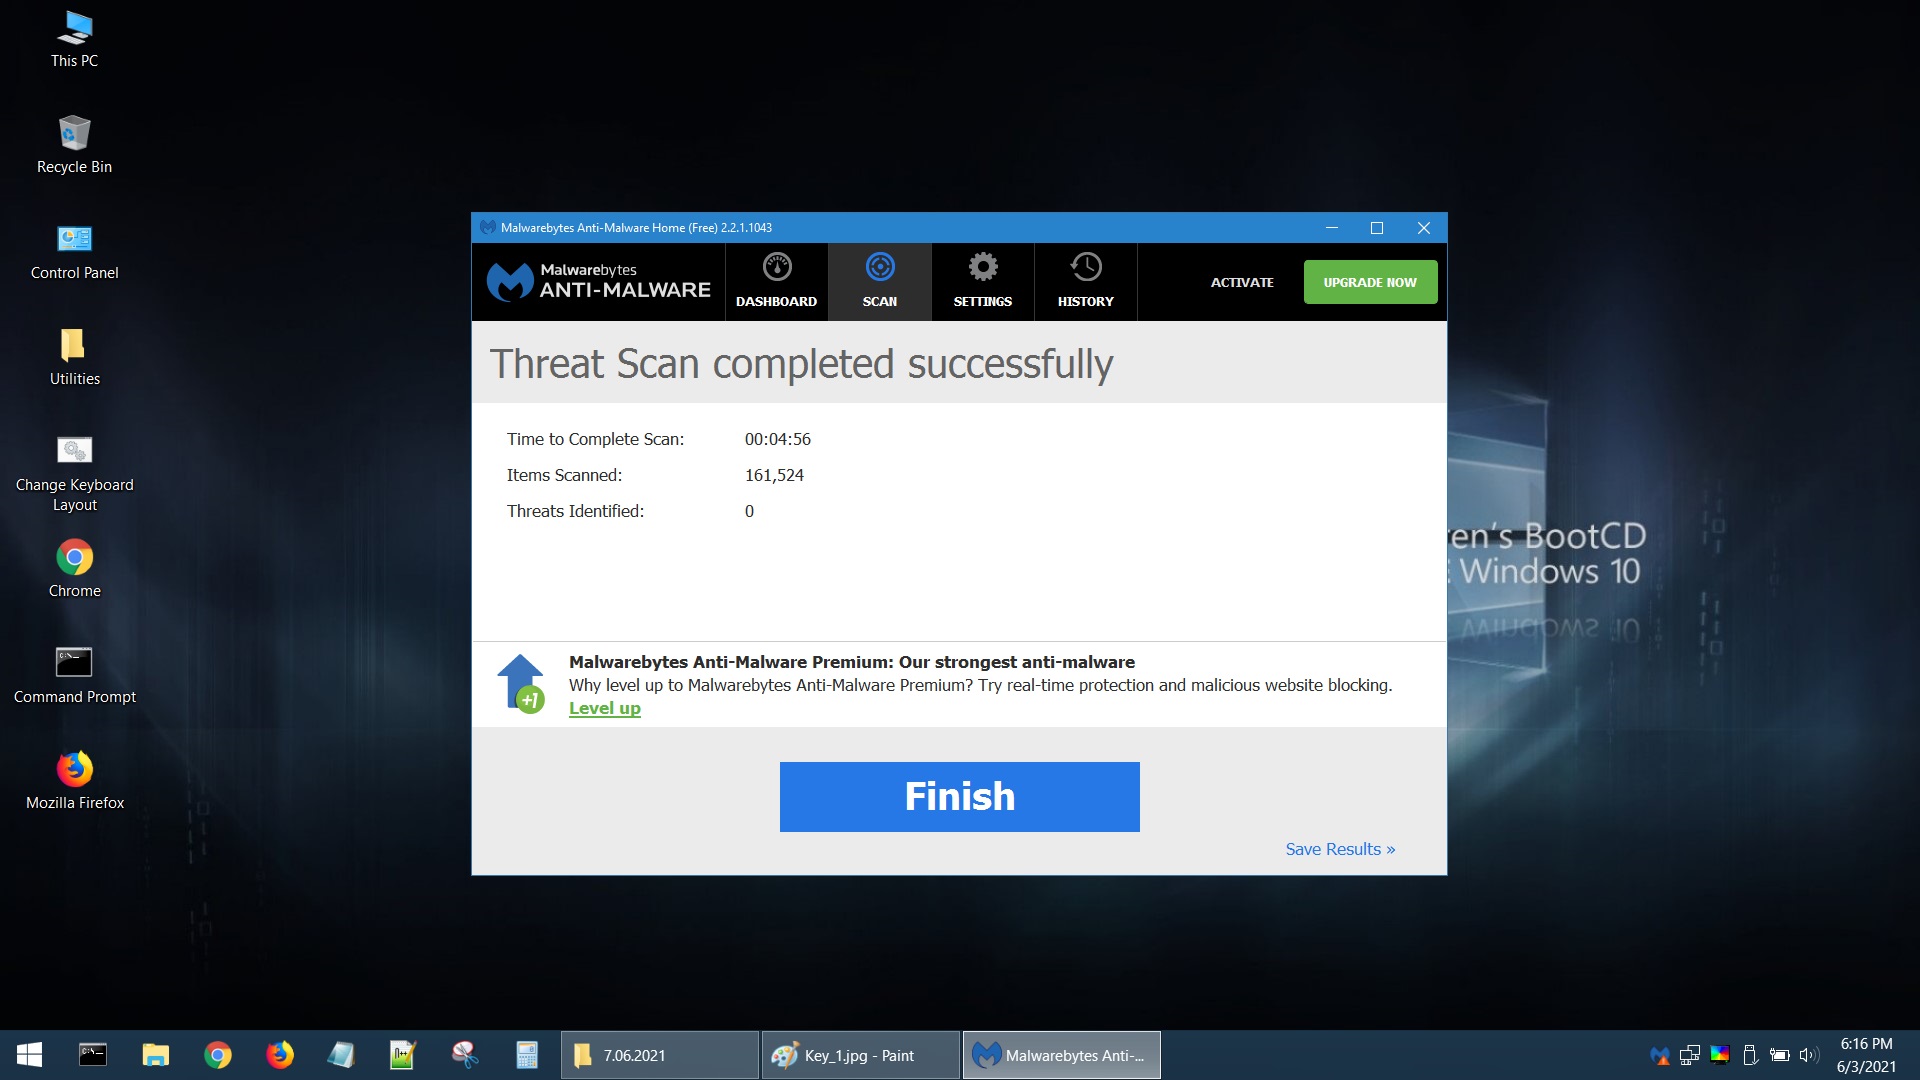 This PC
Recycle Bin
Control Panel
Utilities
Change Keyboard
Layout
Chrome
Command Prompt
Mozilla Firefox
Malwarebytes Anti-Malware Home (Free) 2.2.1.1043
Malwarebytes
ANTI-MALWARE
DASHBOARD
SCAN
SETTINGS
HISTORY
ACTIVATE
UPGRADE NOW
Threat Scan completed successfully
Time to Complete Scan: 00:04:56
Items Scanned: 161,524
Threats Identified: 0
Malwarebytes Anti-Malware Premium: Our strongest anti-malware
Why level up to Malwarebytes Anti-Malware Premium? Try real-time protection and malicious website blocking.
Level up
+1
Finish
Save Results »
ren's BootCD
Windows 10
7.06.2021
Key_1.jpg - Paint
Malwarebytes Anti-...
6:16 PM
6/3/2021